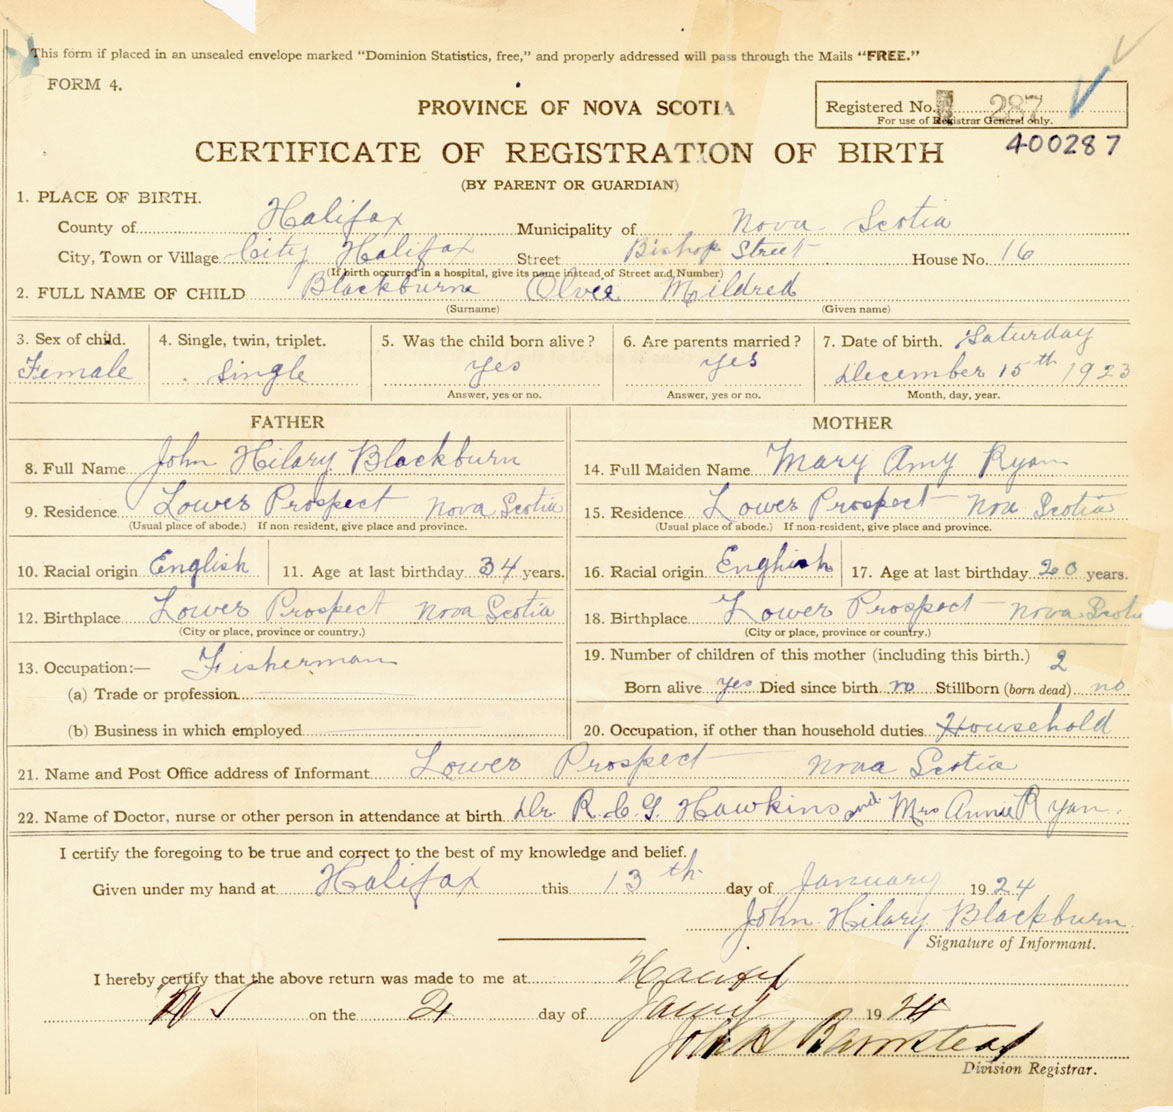 This form if placed in an unsealed envelope marked "Dominion Statistics, free," and properly addressed will pass through the Mails "FREE."
FORM 4.
PROVINCE OF NOVA SCOTIA
Registered No. 287
For use of Registrar General only.
400287
CERTIFICATE OF REGISTRATION OF BIRTH
(BY PARENT OR GUARDIAN)
1. PLACE OF BIRTH.
County of Halifax Municipality of Nova Scotia
City, Town or Village City Halifax Street Bishop Street House No. 16
(If birth occurred in a hospital, give its name instead of Street and Number)
2. FULL NAME OF CHILD Blackburn Olvee Mildred
(Surname) (Given name)
3. Sex of child. Female
4. Single, twin, triplet. Single
5. Was the child born alive? yes
Answer, yes or no.
6. Are parents married? yes
Answer, yes or no.
7. Date of birth. Saturday
December 15th 1923
Month, day, year.
FATHER
8. Full Name John Hilary Blackburn
9. Residence Lower Prospect Nova Scotia
(Usual place of abode.) If non-resident, give place and province.
10. Racial origin English 11. Age at last birthday 34 years.
12. Birthplace Lower Prospect Nova Scotia
(City or place, province or country.)
13. Occupation:— Fisherman
(a) Trade or profession
(b) Business in which employed
MOTHER
14. Full Maiden Name Mary Amy Ryan
15. Residence Lower Prospect Nova Scotia
(Usual place of abode.) If non-resident, give place and province.
16. Racial origin English 17. Age at last birthday 20 years.
18. Birthplace Lower Prospect Nova Scotia
(City or place, province or country.)
19. Number of children of this mother (including this birth.) 2
Born alive yes Died since birth no Stillborn (born dead) no
20. Occupation, if other than household duties Household
21. Name and Post Office address of Informant Lower Prospect Nova Scotia
22. Name of Doctor, nurse or other person in attendance at birth Dr. R.C.G. Hawkins and Mrs Annie Ryan.
I certify the foregoing to be true and correct to the best of my knowledge and belief.
Given under my hand at Halifax this 13th day of January 1924
John Hilary Blackburn
Signature of Informant.
I hereby certify that the above return was made to me at Halifax
NS on the 21 day of Jany 1924
John H Barnstead
Division Registrar.